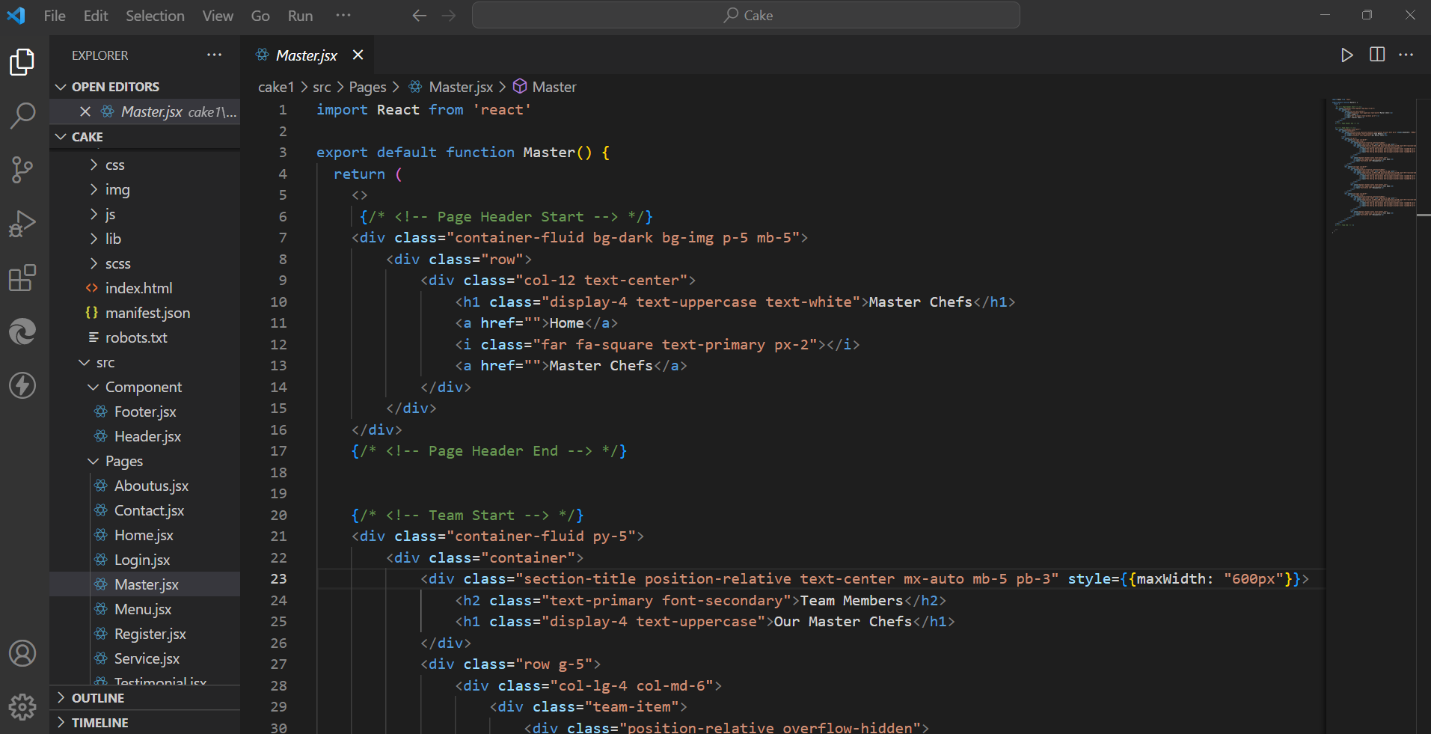 File Edit Selection View Go Run ··· Cake
EXPLORER ···
OPEN EDITORS
Master.jsx cake1\...
CAKE
css
img
js
lib
scss
index.html
manifest.json
robots.txt
src
Component
Footer.jsx
Header.jsx
Pages
Aboutus.jsx
Contact.jsx
Home.jsx
Login.jsx
Master.jsx
Menu.jsx
Register.jsx
Service.jsx
Testimonial.jsx
OUTLINE
TIMELINE
Master.jsx
cake1 > src > Pages > Master.jsx > Master
1 import React from 'react'
2
3 export default function Master() {
4 return (
5 <>
6 {/* <!-- Page Header Start --> */}
7 <div class="container-fluid bg-dark bg-img p-5 mb-5">
8 <div class="row">
9 <div class="col-12 text-center">
10 <h1 class="display-4 text-uppercase text-white">Master Chefs</h1>
11 <a href="">Home</a>
12 <i class="far fa-square text-primary px-2"></i>
13 <a href="">Master Chefs</a>
14 </div>
15 </div>
16 </div>
17 {/* <!-- Page Header End --> */}
18
19
20 {/* <!-- Team Start --> */}
21 <div class="container-fluid py-5">
22 <div class="container">
23 <div class="section-title position-relative text-center mx-auto mb-5 pb-3" style={{maxWidth: "600px"}}>
24 <h2 class="text-primary font-secondary">Team Members</h2>
25 <h1 class="display-4 text-uppercase">Our Master Chefs</h1>
26 </div>
27 <div class="row g-5">
28 <div class="col-lg-4 col-md-6">
29 <div class="team-item">
30 <div class="position-relative overflow-hidden">